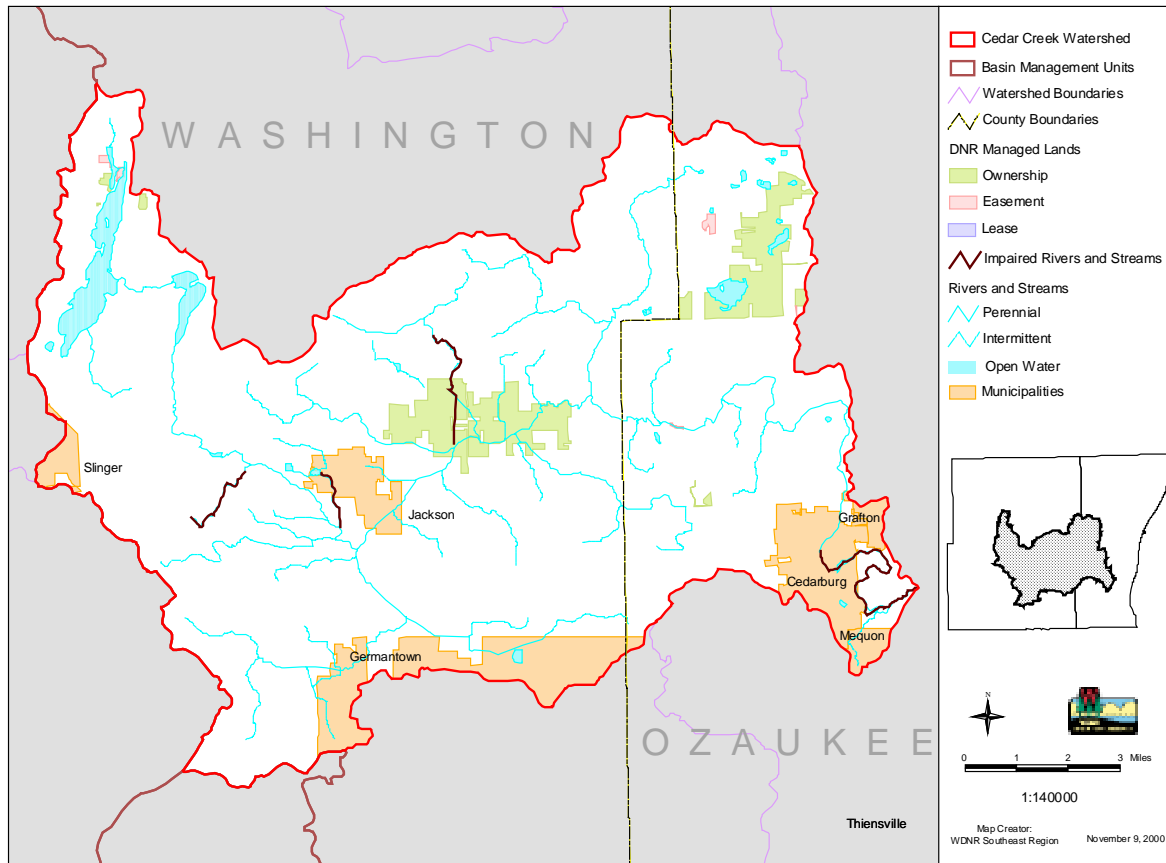 WASHINGTON
Slinger
Jackson
Grafton
Cedarburg
Mequon
Germantown
OZAUKEE
Thiensville
Cedar Creek Watershed
Basin Management Units
Watershed Boundaries
County Boundaries
DNR Managed Lands
Ownership
Easement
Lease
Impaired Rivers and Streams
Rivers and Streams
Perennial
Intermittent
Open Water
Municipalities
N
0 1 2 3 Miles
1:140000
Map Creator:
WDNR Southeast Region November 9, 2000